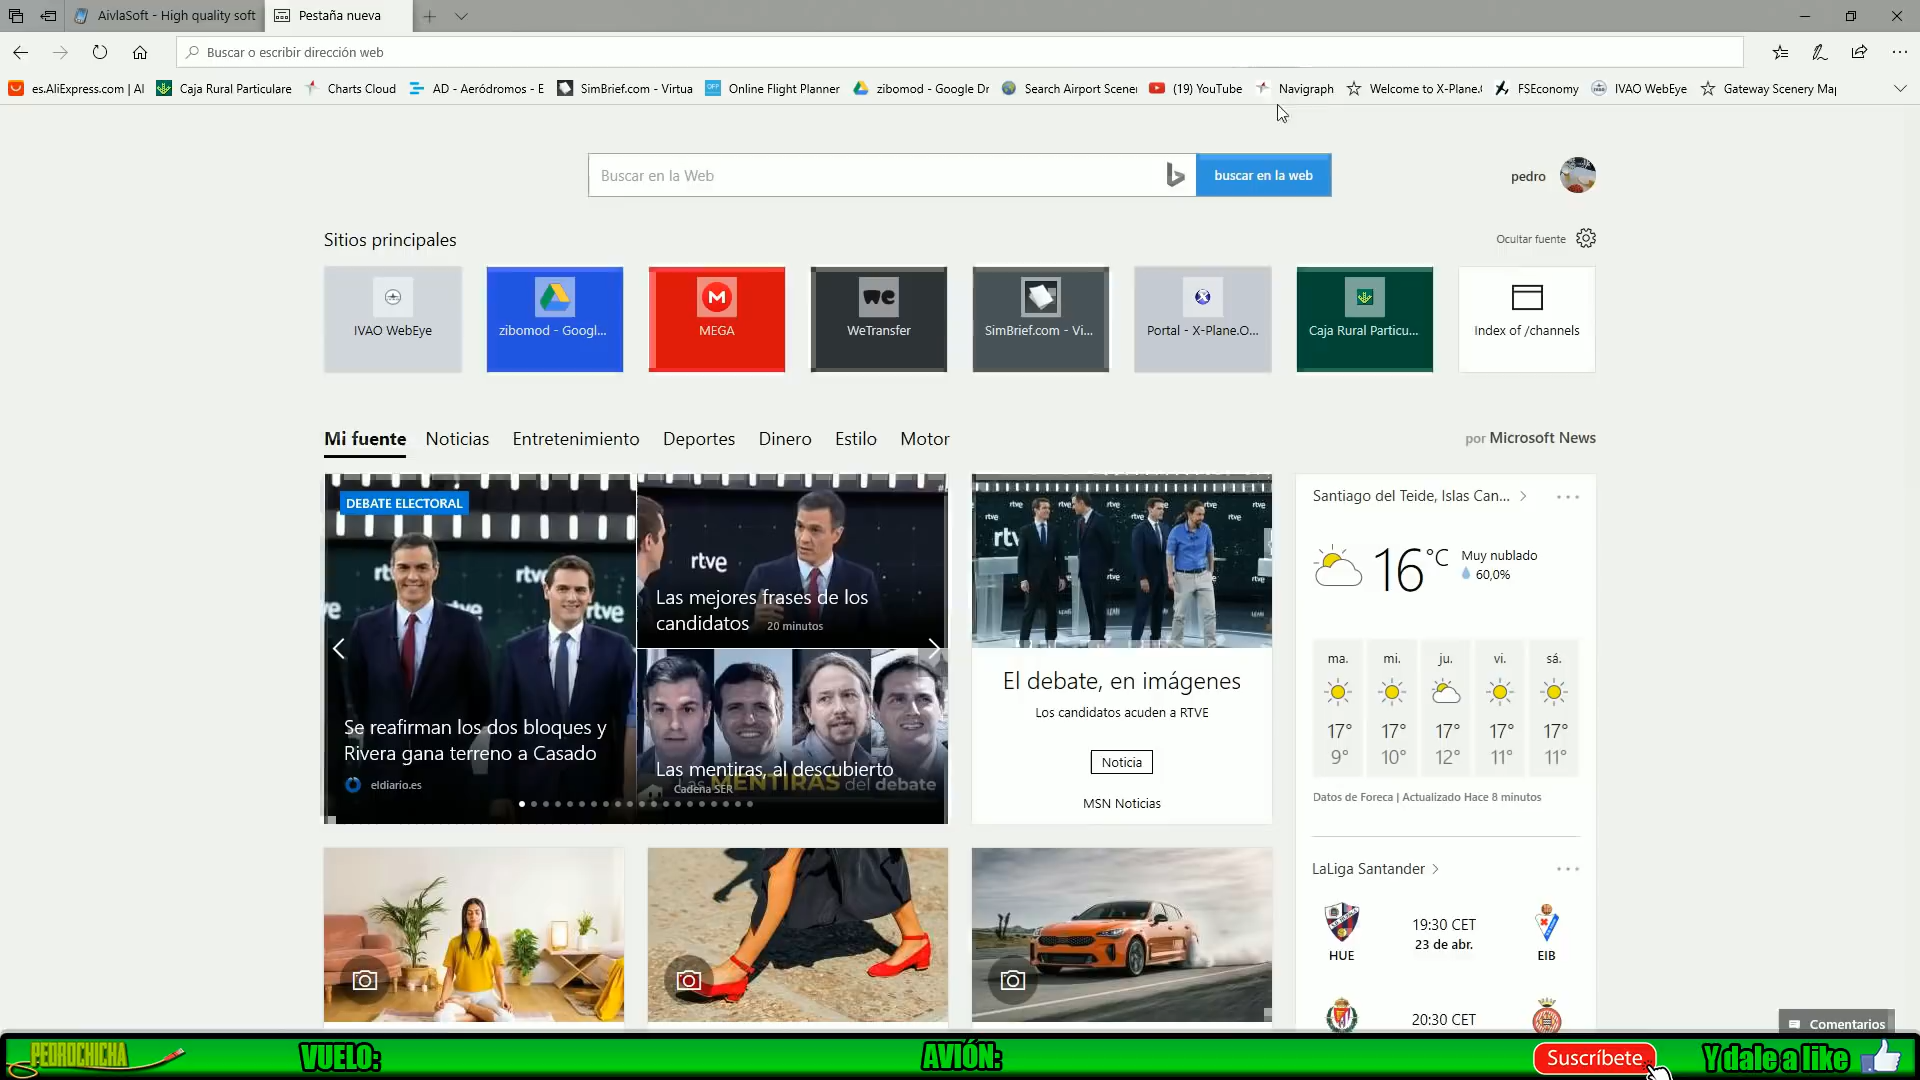 AivlaSoft - High quality soft
Pestaña nueva
Buscar o escribir dirección web
es.AliExpress.com | Al
Caja Rural Particulare
Charts Cloud
AD - Aeródromos - E
SimBrief.com - Virtua
Online Flight Planner
zibomod - Google Dr
Search Airport Scener
(19) YouTube
Navigraph
Welcome to X-Plane.(
FSEconomy
IVAO WebEye
Gateway Scenery Map
Buscar en la Web
buscar en la web
pedro
Sitios principales
Ocultar fuente
IVAO WebEye
zibomod - Googl...
MEGA
WeTransfer
SimBrief.com - Vi...
Portal - X-Plane.O...
Caja Rural Particu...
Index of /channels
Mi fuente
Noticias
Entretenimiento
Deportes
Dinero
Estilo
Motor
por Microsoft News
DEBATE ELECTORAL
Se reafirman los dos bloques y
Rivera gana terreno a Casado
eldiario.es
rtve
Las mejores frases de los
candidatos 20 minutos
Las mentiras, al descubierto
MENTIRAS del debate
Cadena SER
El debate, en imágenes
Los candidatos acuden a RTVE
Noticia
MSN Noticias
Santiago del Teide, Islas Can...
16 °C
Muy nublado
60,0%
ma. mi. ju. vi. sá.
17° 17° 17° 17° 17°
9° 10° 12° 11° 11°
Datos de Foreca | Actualizado Hace 8 minutos
LaLiga Santander
19:30 CET
23 de abr.
HUE
EIB
20:30 CET
Comentarios
PEDROCHICHA
VUELO:
AVIÓN:
Suscríbete
Y dale a like